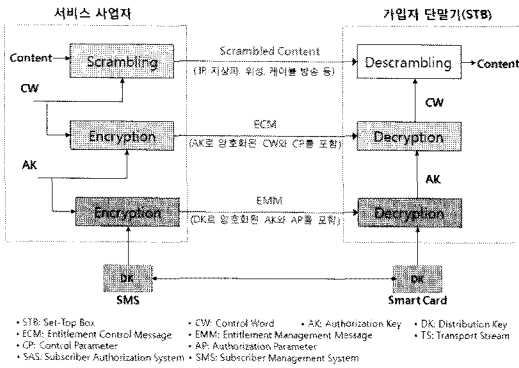 서비스 사업자
가입자 단말기(STB)
Content
Scrambling
Scrambled Content
(IP, 지상파, 위성, 케이블 방송 등)
Descrambling
Content
CW
CW
Encryption
ECM
(AK로 암호화된 CW와 CP를 포함)
Decryption
AK
AK
Encryption
EMM
(DK로 암호화된 AK와 AP를 포함)
Decryption
DK
DK
SMS
Smart Card
• STB: Set-Top Box • CW: Control Word • AK: Authorization Key • DK: Distribution Key
• ECM: Entitlement Control Message • EMM: Entitlement Management Message • TS: Transport Stream
• CP: Control Parameter • AP: Authorization Parameter
• SAS: Subscriber Authorization System • SMS: Subscriber Management System